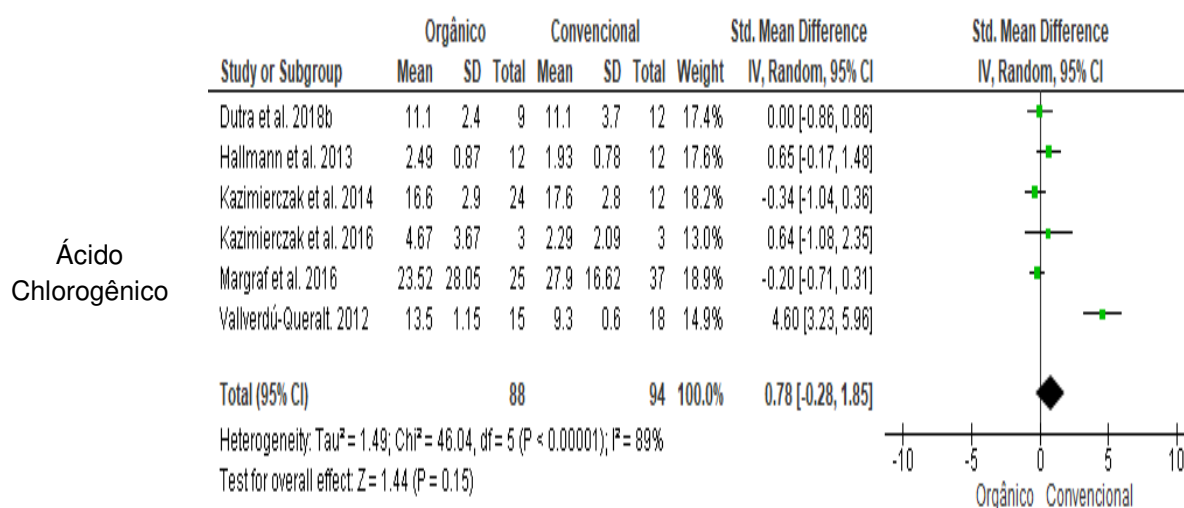 Orgânico Convencional Std. Mean Difference Std. Mean Difference
Study or Subgroup Mean SD Total Mean SD Total Weight IV, Random, 95% CI IV, Random, 95% CI
Dutra et al. 2018b 11.1 2.4 9 11.1 3.7 12 17.4% 0.00 [-0.86, 0.86]
Hallmann et al. 2013 2.49 0.87 12 1.93 0.78 12 17.6% 0.65 [-0.17, 1.48]
Kazimierczak et al. 2014 16.6 2.9 24 17.6 2.8 12 18.2% -0.34 [-1.04, 0.36]
Kazimierczak et al. 2016 4.67 3.67 3 2.29 2.09 3 13.0% 0.64 [-1.08, 2.35]
Margraf et al. 2016 23.52 28.05 25 27.9 16.62 37 18.9% -0.20 [-0.71, 0.31]
Vallverdú-Queralt. 2012 13.5 1.15 15 9.3 0.6 18 14.9% 4.60 [3.23, 5.96]
Ácido
Chlorogênico
Total (95% CI) 88 94 100.0% 0.78 [-0.28, 1.85]
Heterogeneity: Tau² = 1.49; Chi² = 46.04, df = 5 (P < 0.00001); I² = 89%
Test for overall effect: Z = 1.44 (P = 0.15)
-10 -5 0 5 10
Orgânico Convencional